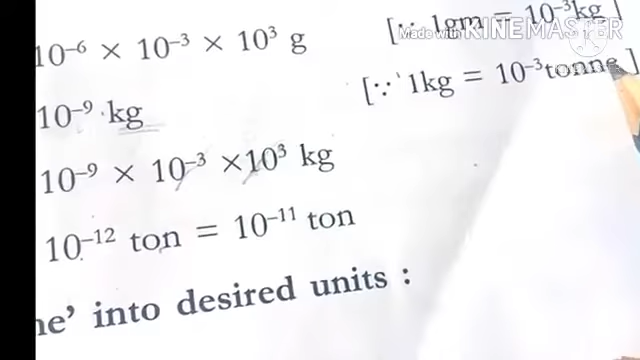 10⁻⁶ × 10⁻³ × 10³ g [∵ 1gm = 10⁻³kg]
Made with KINEMASTER
10⁻⁹ kg [∵ 1kg = 10⁻³tonne]
10⁻⁹ × 10⁻³ ×10³ kg
10⁻¹² ton = 10⁻¹¹ ton
ne’ into desired units :